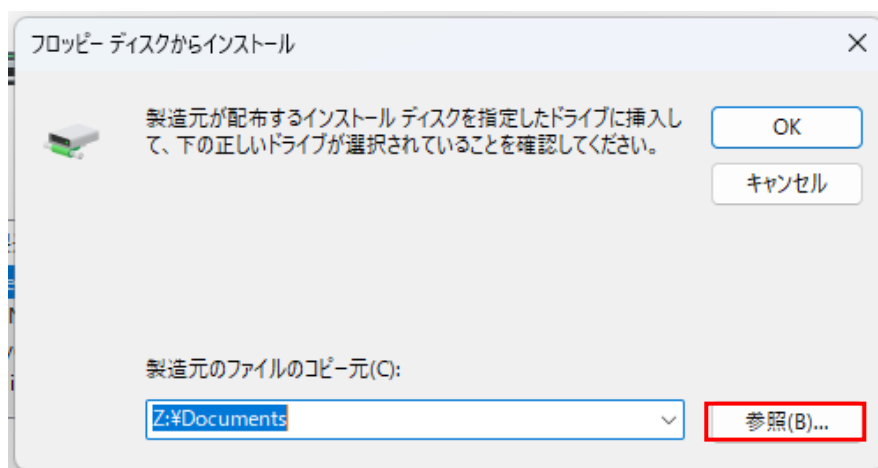 フロッピー ディスクからインストール
製造元が配布するインストール ディスクを指定したドライブに挿入し
て、下の正しいドライブが選択されていることを確認してください。
OK
キャンセル
製造元のファイルのコピー元(C):
Z:¥Documents
参照(B)...